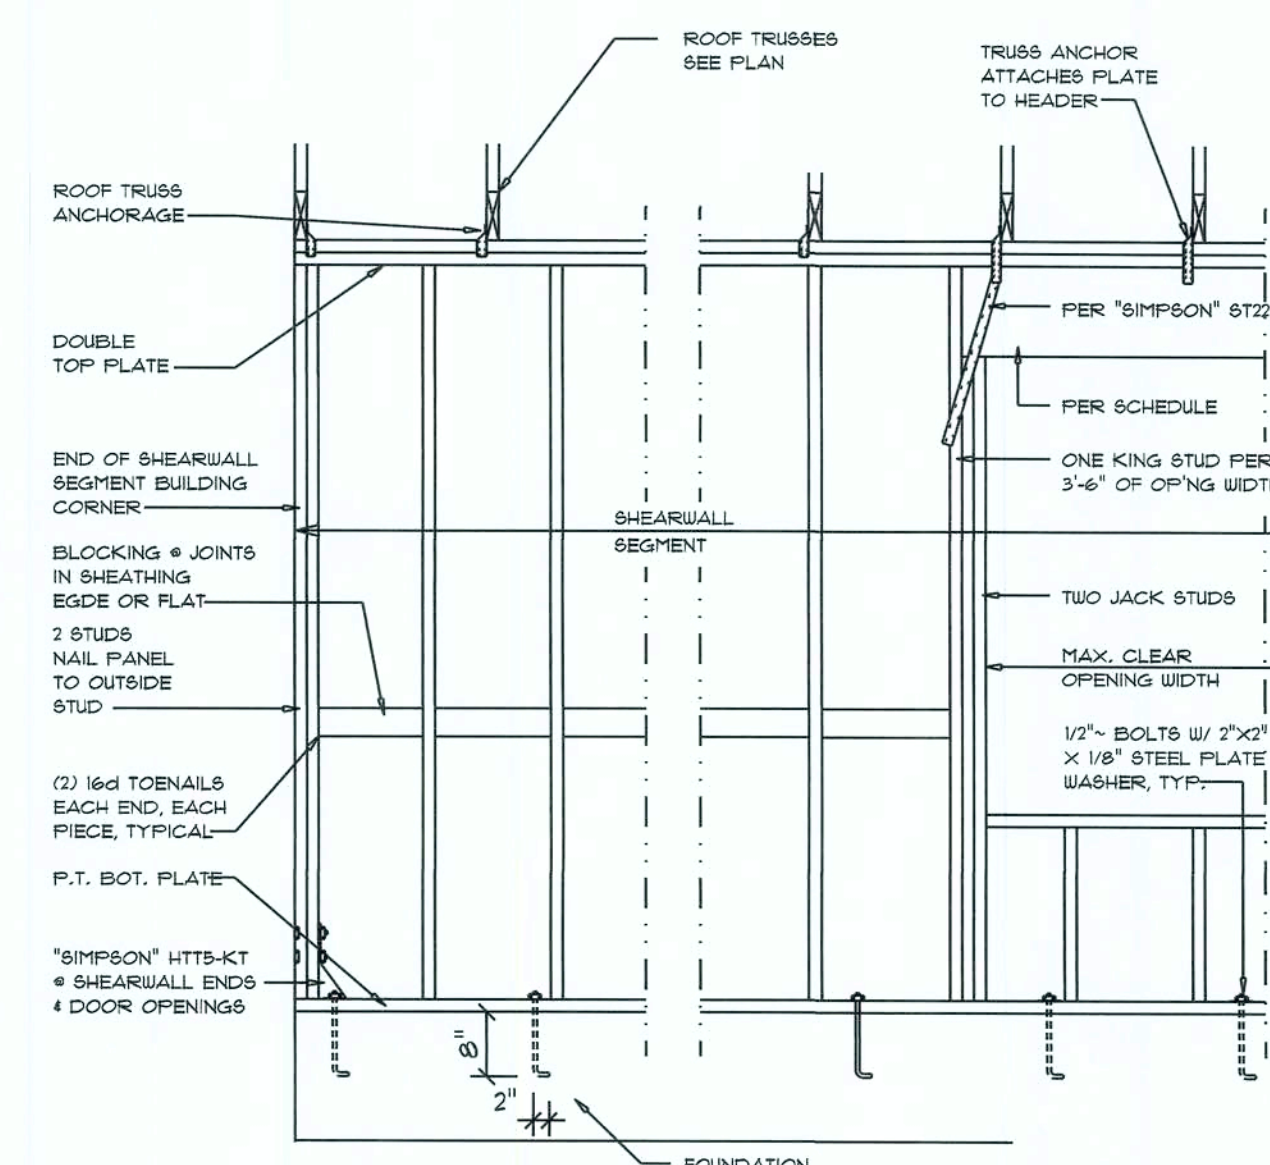 ROOF TRUSSES
SEE PLAN
TRUSS ANCHOR
ATTACHES PLATE
TO HEADER
ROOF TRUSS
ANCHORAGE
DOUBLE
TOP PLATE
PER "SIMPSON" ST22
PER SCHEDULE
END OF SHEARWALL
SEGMENT BUILDING
CORNER
ONE KING STUD PER
3'-6" OF OP'NG WIDTH
SHEARWALL
SEGMENT
BLOCKING @ JOINTS
IN SHEATHING
EGDE OR FLAT
2 STUDS
NAIL PANEL
TO OUTSIDE
STUD
TWO JACK STUDS
MAX. CLEAR
OPENING WIDTH
1/2"~ BOLTS W/ 2"X2"
X 1/8" STEEL PLATE
WASHER, TYP.
(2) 16d TOENAILS
EACH END, EACH
PIECE, TYPICAL
P.T. BOT. PLATE
"SIMPSON" HTT5-KT
@ SHEARWALL ENDS
& DOOR OPENINGS
8"
2"
FOUNDATION